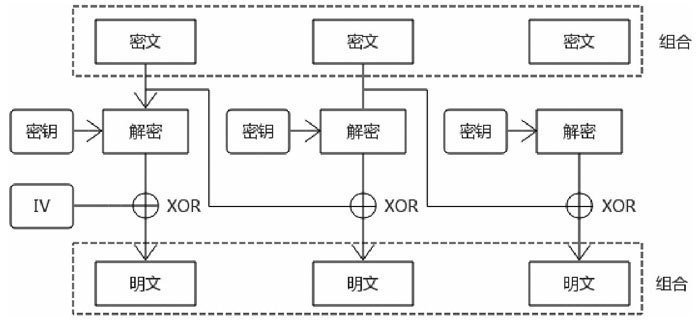 密文 密文 密文 组合
密钥 解密 密钥 解密 密钥 解密
IV XOR XOR XOR
明文 明文 明文 组合